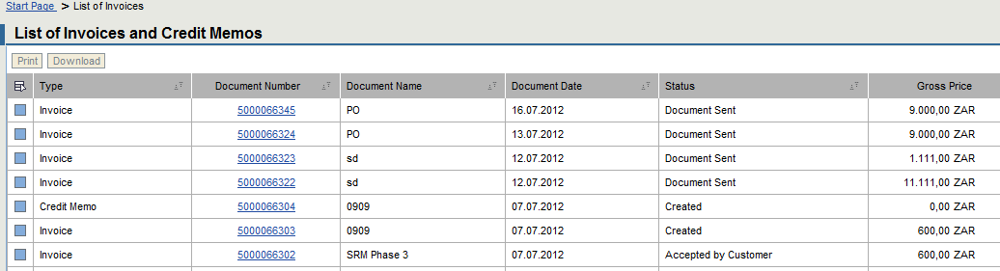 Start Page > List of Invoices
List of Invoices and Credit Memos
Print Download
Type Document Number Document Name Document Date Status Gross Price
Invoice 5000066345 PO 16.07.2012 Document Sent 9.000,00 ZAR
Invoice 5000066324 PO 13.07.2012 Document Sent 9.000,00 ZAR
Invoice 5000066323 sd 12.07.2012 Document Sent 1.111,00 ZAR
Invoice 5000066322 sd 12.07.2012 Document Sent 11.111,00 ZAR
Credit Memo 5000066304 0909 07.07.2012 Created 0,00 ZAR
Invoice 5000066303 0909 07.07.2012 Created 600,00 ZAR
Invoice 5000066302 SRM Phase 3 07.07.2012 Accepted by Customer 600,00 ZAR